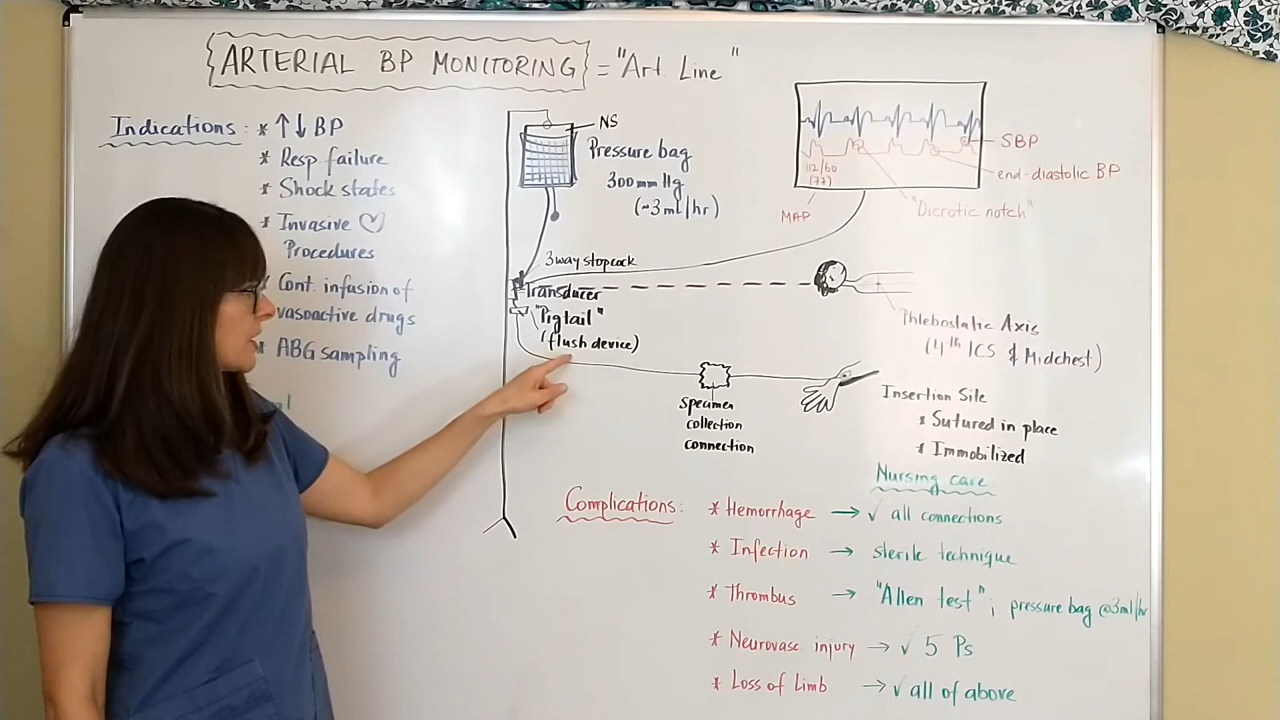 ARTERIAL BP MONITORING = "Art. Line"
Indications: * ↑↓ BP
* Resp. failure
* Shock states
* Invasive ♡
Procedures
* Cont. infusion of
vasoactive drugs
* ABG sampling
NS
Pressure bag
300 mm Hg
(~3ml/hr)
3way stopcock
Transducer
"Pigtail"
(flush device)
Specimen
collection
connection
112/60
(77)
MAP
SBP
end-diastolic BP
"Dicrotic notch"
Phlebostatic Axis
(4th ICS & Midchest)
Insertion Site
* Sutured in place
* Immobilized
Nursing care
Complications: * Hemorrhage → √ all connections
* Infection → sterile technique
* Thrombus → "Allen test"; pressure bag @3ml/hr
* Neurovasc. injury → √ 5 Ps
* Loss of Limb → √ all of above